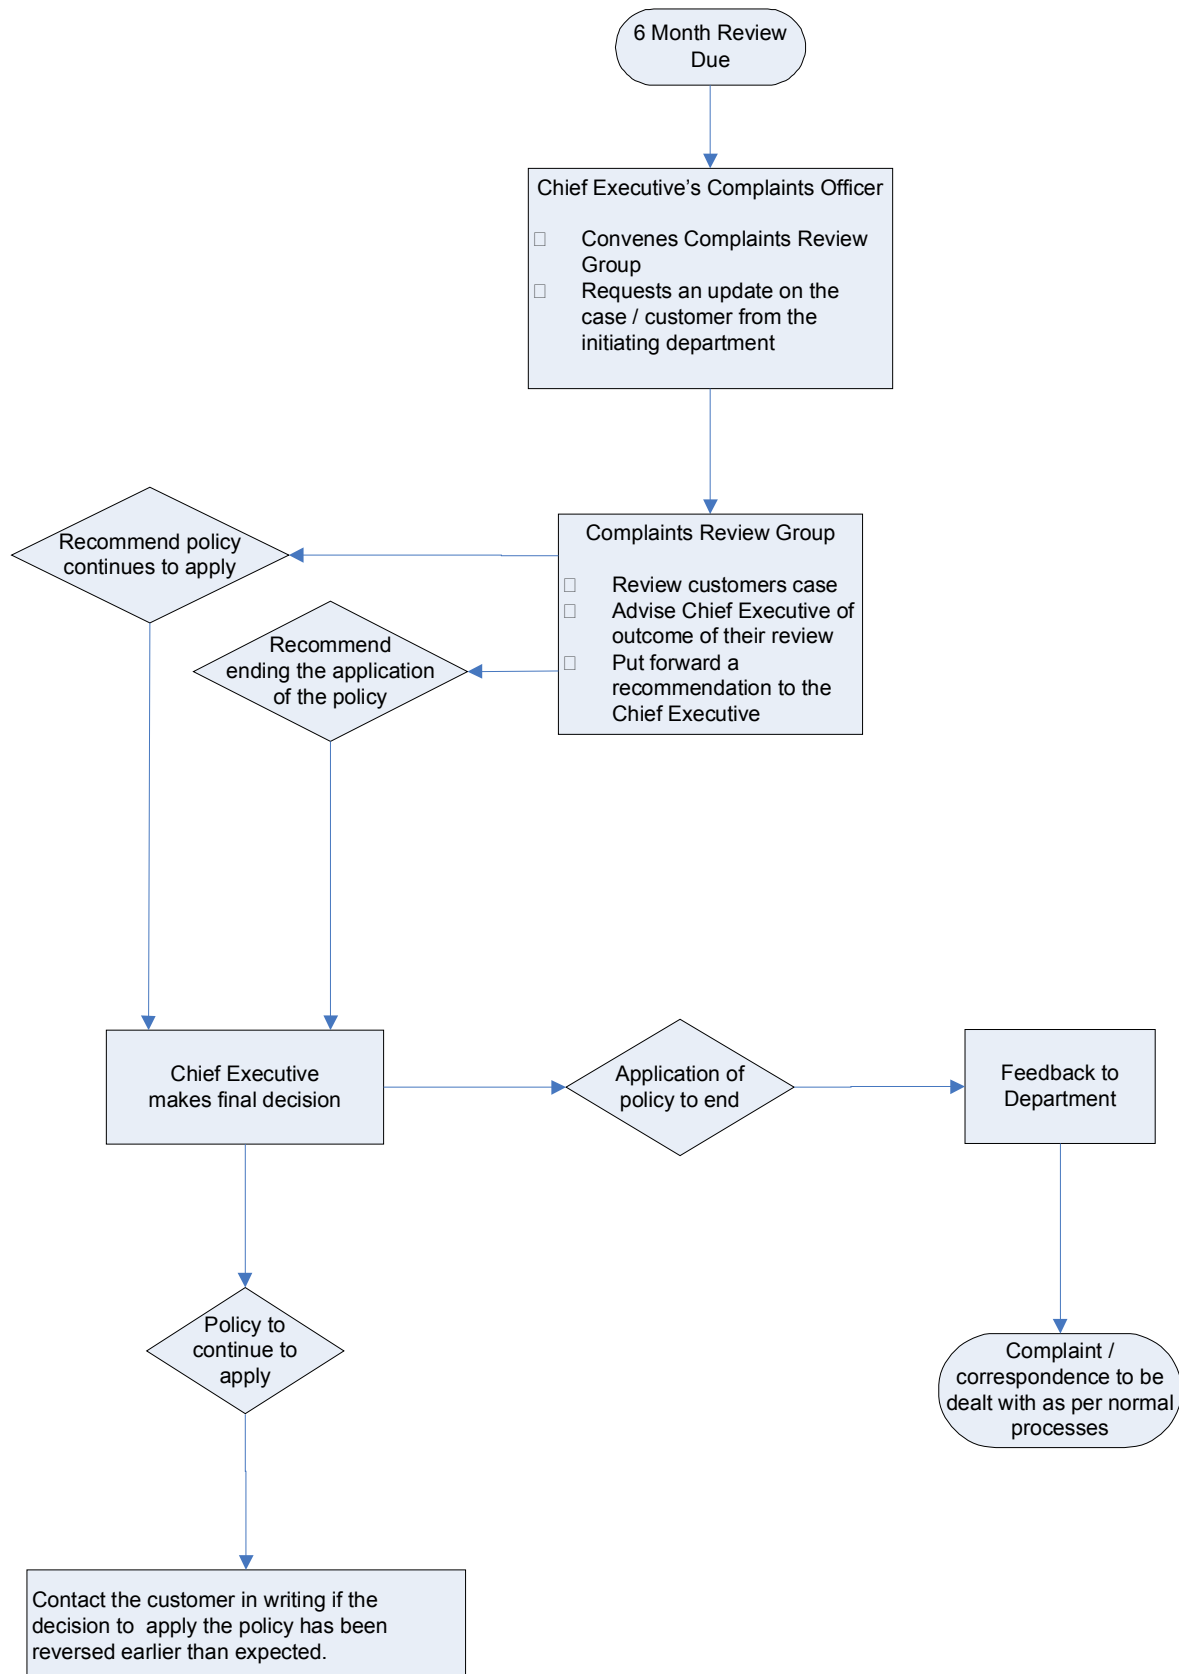 6 Month Review
Due
Chief Executive’s Complaints Officer
Convenes Complaints Review
Group
Requests an update on the
case / customer from the
initiating department
Recommend policy
continues to apply
Complaints Review Group
Review customers case
Advise Chief Executive of
outcome of their review
Put forward a
recommendation to the
Chief Executive
Recommend
ending the application
of the policy
Chief Executive
makes final decision
Application of
policy to end
Feedback to
Department
Policy to
continue to
apply
Complaint /
correspondence to be
dealt with as per normal
processes
Contact the customer in writing if the
decision to  apply the policy has been
reversed earlier than expected.